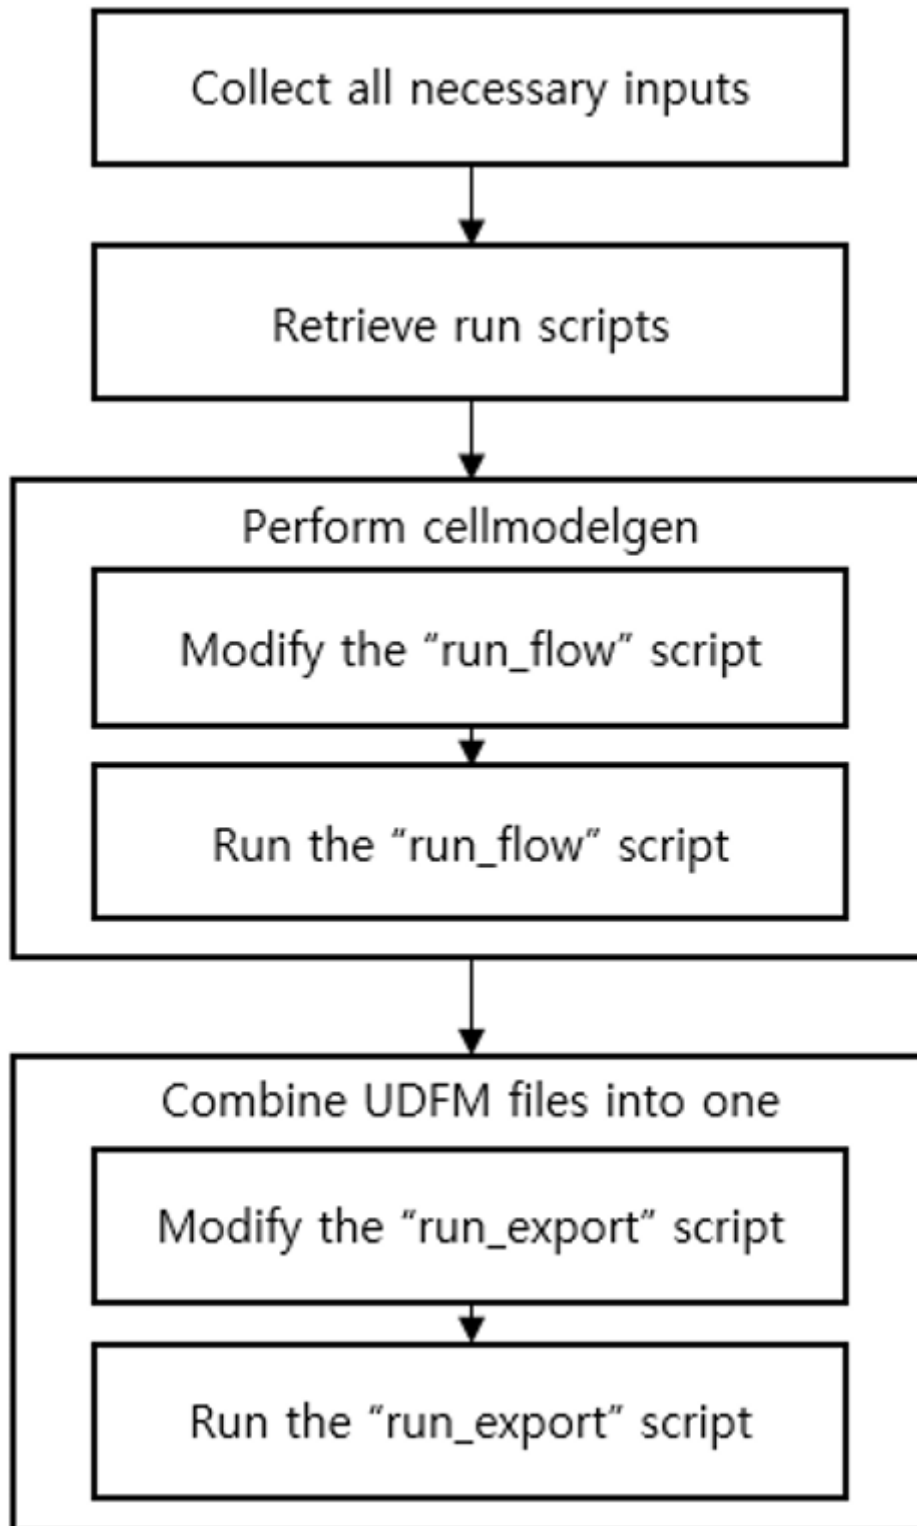 Collect all necessary inputs
Retrieve run scripts
Perform cellmodelgen
Modify the “run_flow” script
Run the “run_flow” script
Combine UDFM files into one
Modify the “run_export” script
Run the “run_export” script